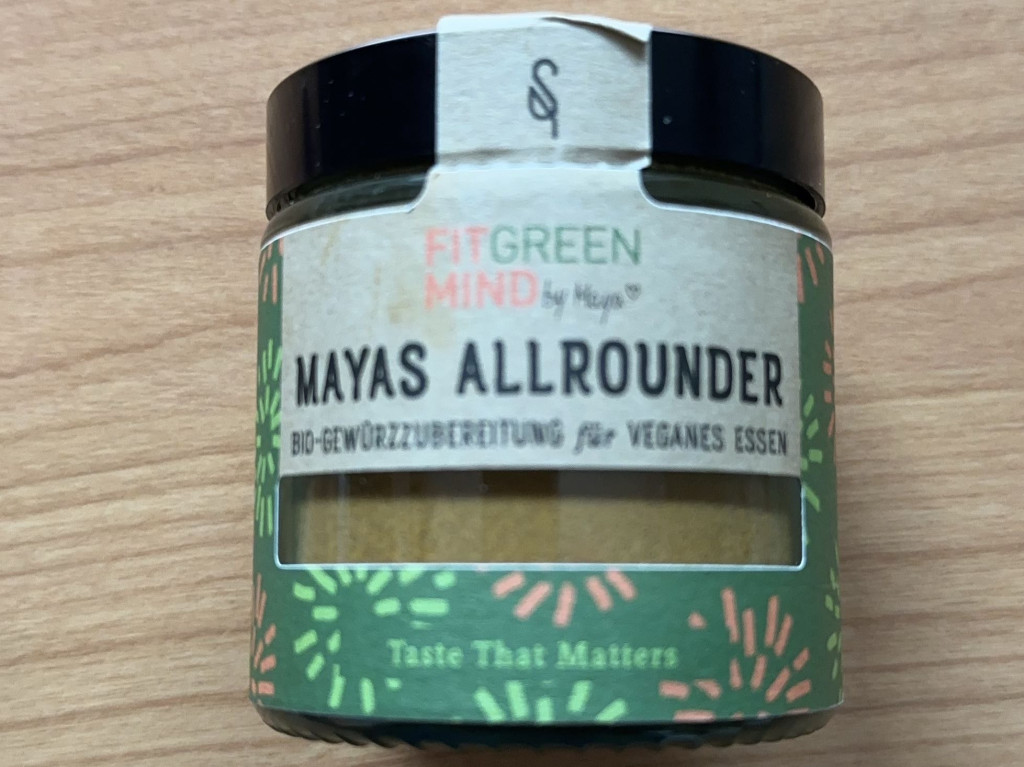 FITGREEN
MIND by Maya
MAYAS ALLROUNDER
BIO-GEWÜRZZUBEREITUNG für VEGANES ESSEN
Taste That Matters